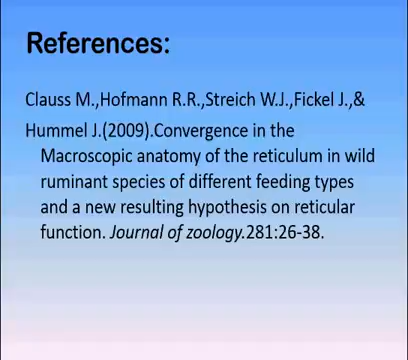 References:
Clauss M.,Hofmann R.R.,Streich W.J.,Fickel J.,&
Hummel J.(2009).Convergence in the
Macroscopic anatomy of the reticulum in wild
ruminant species of different feeding types
and a new resulting hypothesis on reticular
function. Journal of zoology.281:26-38.